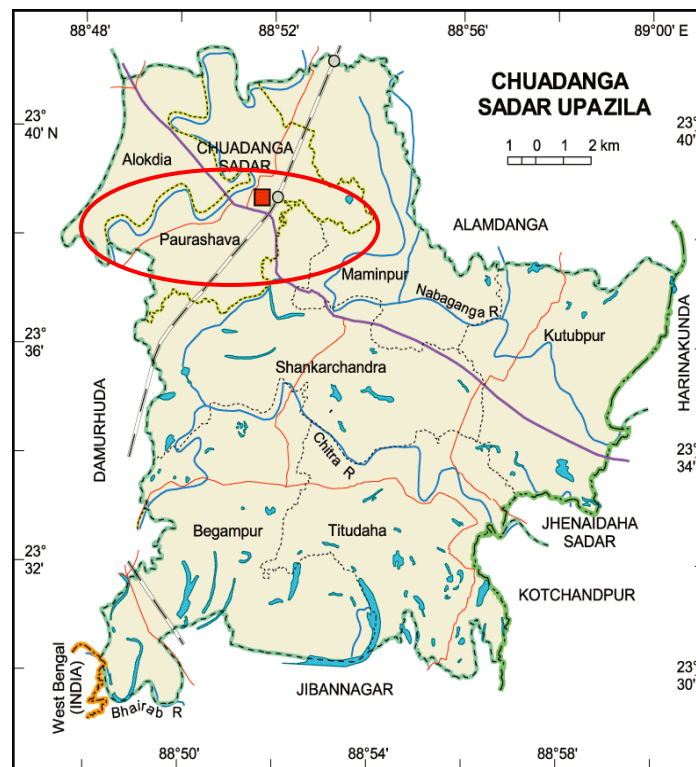 88°48'
88°52'
88°56'
89°00' E
CHUADANGA
SADAR UPAZILA
1 0 1 2 km
23°
40' N
23°
40'
Alokdia
CHUADANGA
SADAR
Paurashava
ALAMDANGA
Maminpur
Nabaganga R
HARINAKUNDA
23°
36'
Kutubpur
Shankarchandra
DAMURHUDA
Chitra R
23°
34'
Begampur
Titudaha
JHENAIDAHA
SADAR
23°
32'
KOTCHANDPUR
West Bengal
(INDIA)
Bhairab R
JIBANNAGAR
23°
30'
88°50'
88°54'
88°58'